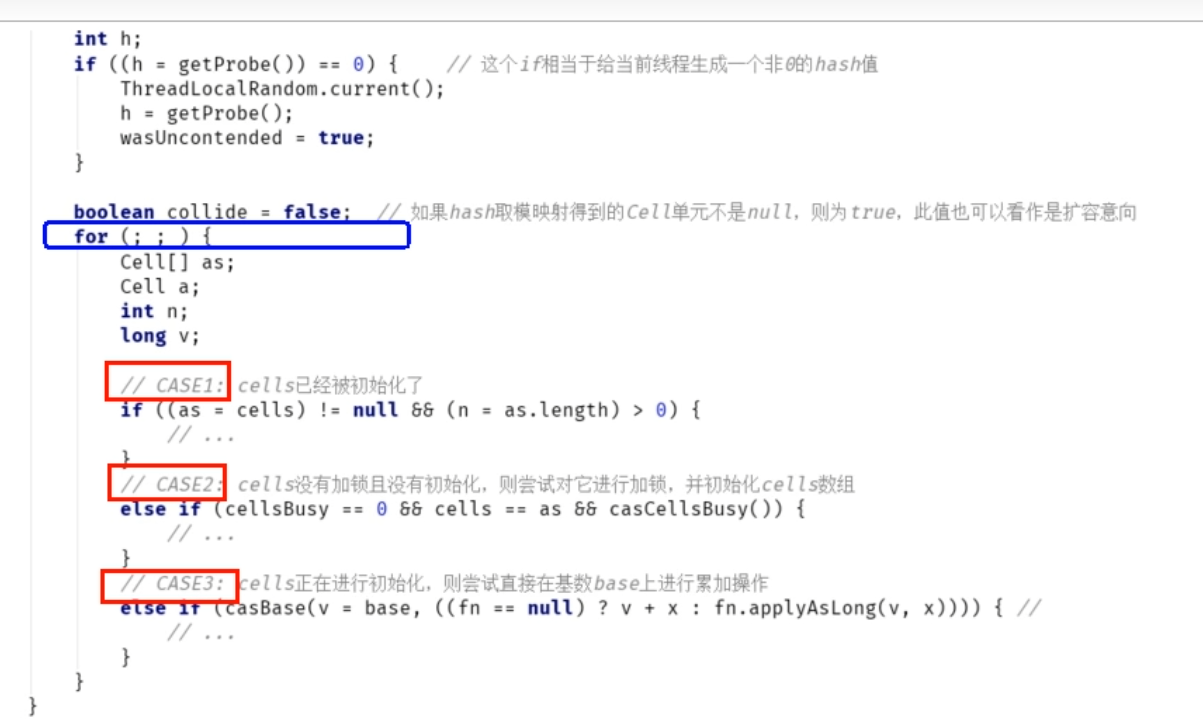 int h;
if ((h = getProbe()) == 0) {    // 这个if相当于给当前线程生成一个非0的hash值
ThreadLocalRandom.current();
h = getProbe();
wasUncontended = true;
}
boolean collide = false;  // 如果hash取模映射得到的Cell单元不是null，则为true，此值也可以看作是扩容意向
for (; ; ) {
Cell[] as;
Cell a;
int n;
long v;
// CASE1: cells已经被初始化了
if ((as = cells) != null && (n = as.length) > 0) {
// ...
}
// CASE2: cells没有加锁且没有初始化，则尝试对它进行加锁，并初始化cells数组
else if (cellsBusy == 0 && cells == as && casCellsBusy()) {
// ...
}
// CASE3: cells正在进行初始化，则尝试直接在基数base上进行累加操作
else if (casBase(v = base, ((fn == null) ? v + x : fn.applyAsLong(v, x)))) { //
// ...
}
}
}